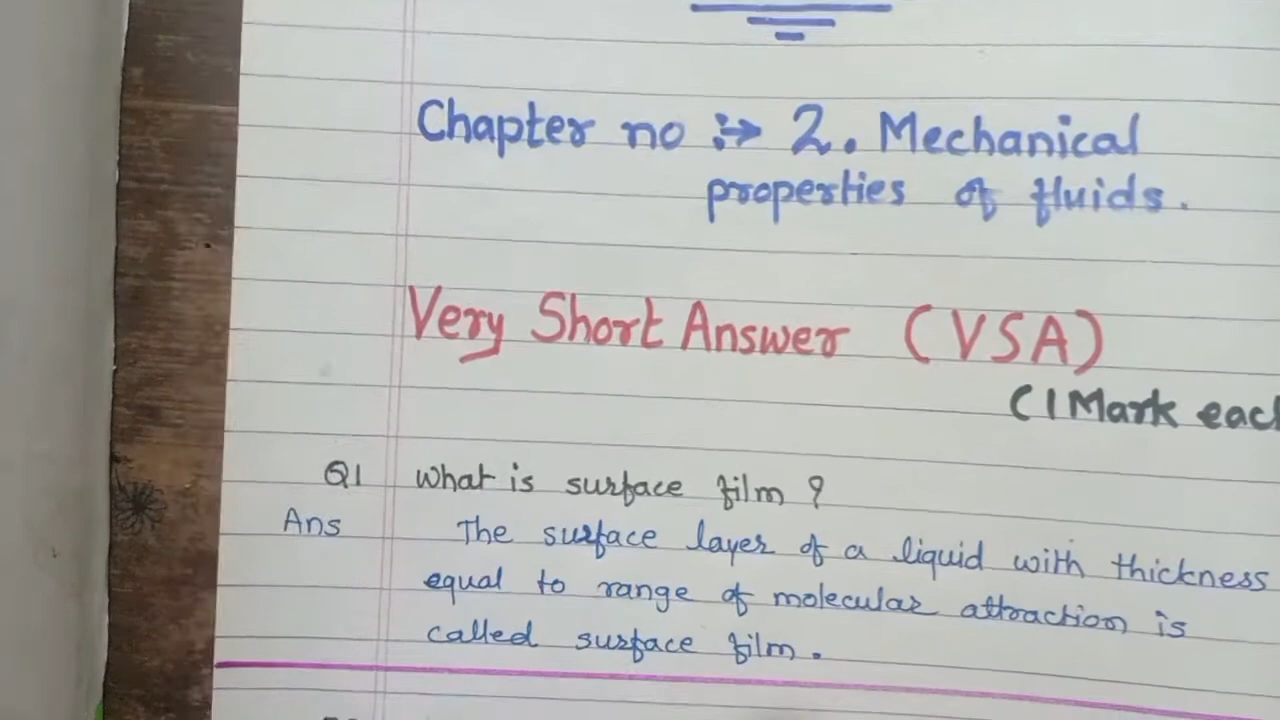 Chapter no :→ 2. Mechanical
properties of fluids.
Very Short Answer (VSA)
(1 Mark each
Q1 What is surface film ?
Ans The surface layer of a liquid with thickness
equal to range of molecular attraction is
called surface film.